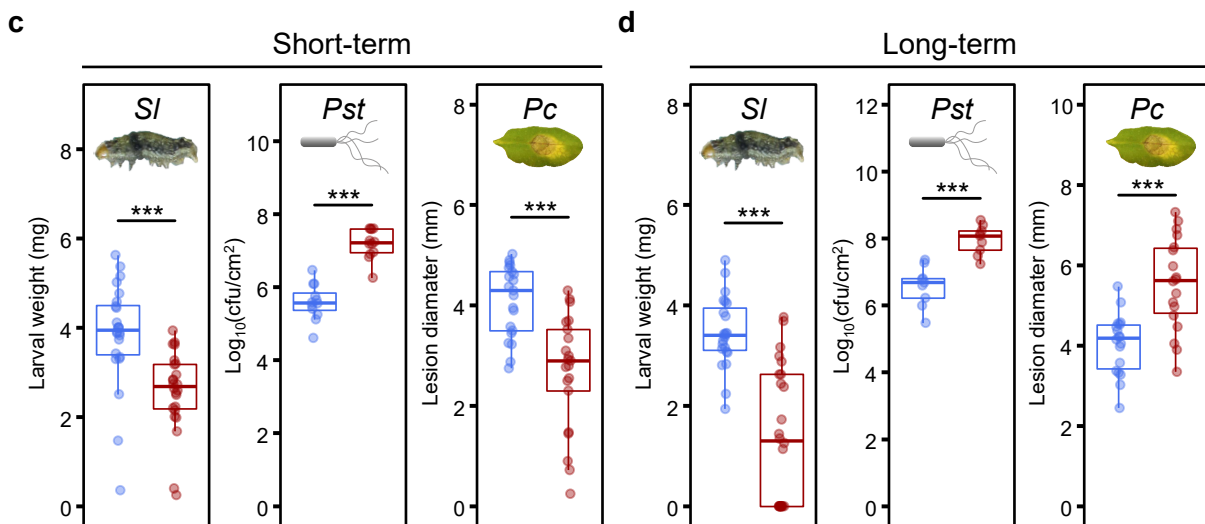 c
Short-term
Sl
Larval weight (mg)
8
6
4
2
0
***
Pst
Log10(cfu/cm2)
10
8
6
4
2
0
***
Pc
Lesion diamater (mm)
8
6
4
2
0
***
d
Long-term
Sl
Larval weight (mg)
8
6
4
2
0
***
Pst
Log10(cfu/cm2)
12
10
8
6
4
2
0
***
Pc
Lesion diamater (mm)
10
8
6
4
2
0
***